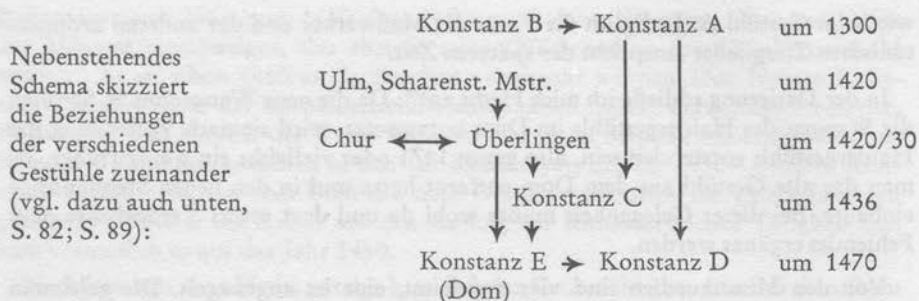 Konstanz B → Konstanz A um 1300
Nebenstehendes
Schema skizziert
die Beziehungen
der verschiedenen
Gestühle zueinander
(vgl. dazu auch unten,
S. 82; S. 89):
Ulm, Scharenst. Mstr. um 1420
Chur ↔ Überlingen um 1420/30
Konstanz C um 1436
Konstanz E → Konstanz D um 1470
(Dom)